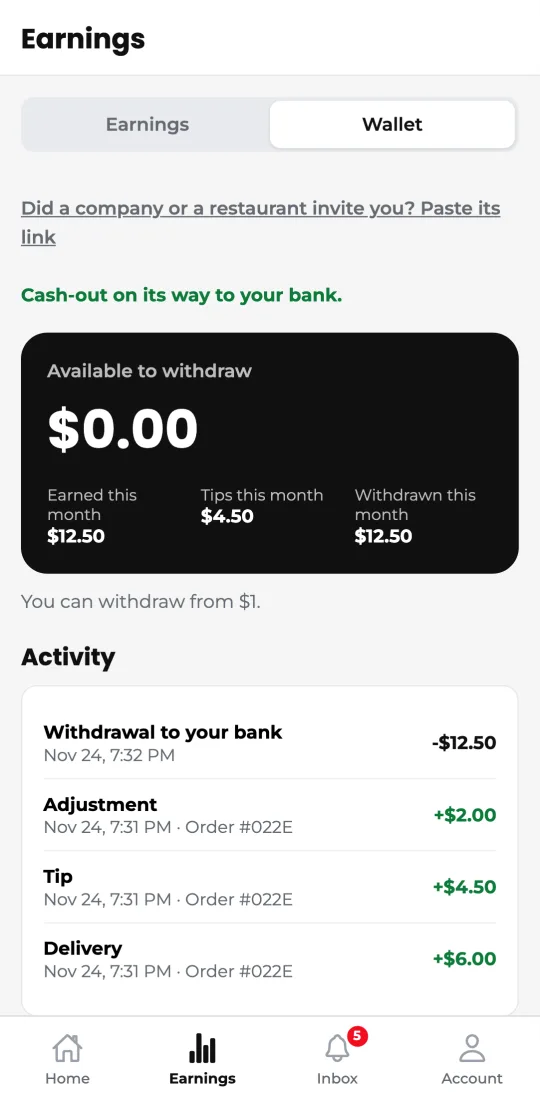 Earnings
Earnings
Wallet
Did a company or a restaurant invite you? Paste its
link
Cash-out on its way to your bank.
Available to withdraw
$0.00
Earned this
month
$12.50
Tips this month
$4.50
Withdrawn this
month
$12.50
You can withdraw from $1.
Activity
Withdrawal to your bank
Nov 24, 7:32 PM
-$12.50
Adjustment
Nov 24, 7:31 PM · Order #022E
+$2.00
Tip
Nov 24, 7:31 PM · Order #022E
+$4.50
Delivery
Nov 24, 7:31 PM · Order #022E
+$6.00
5
Home
Earnings
Inbox
Account